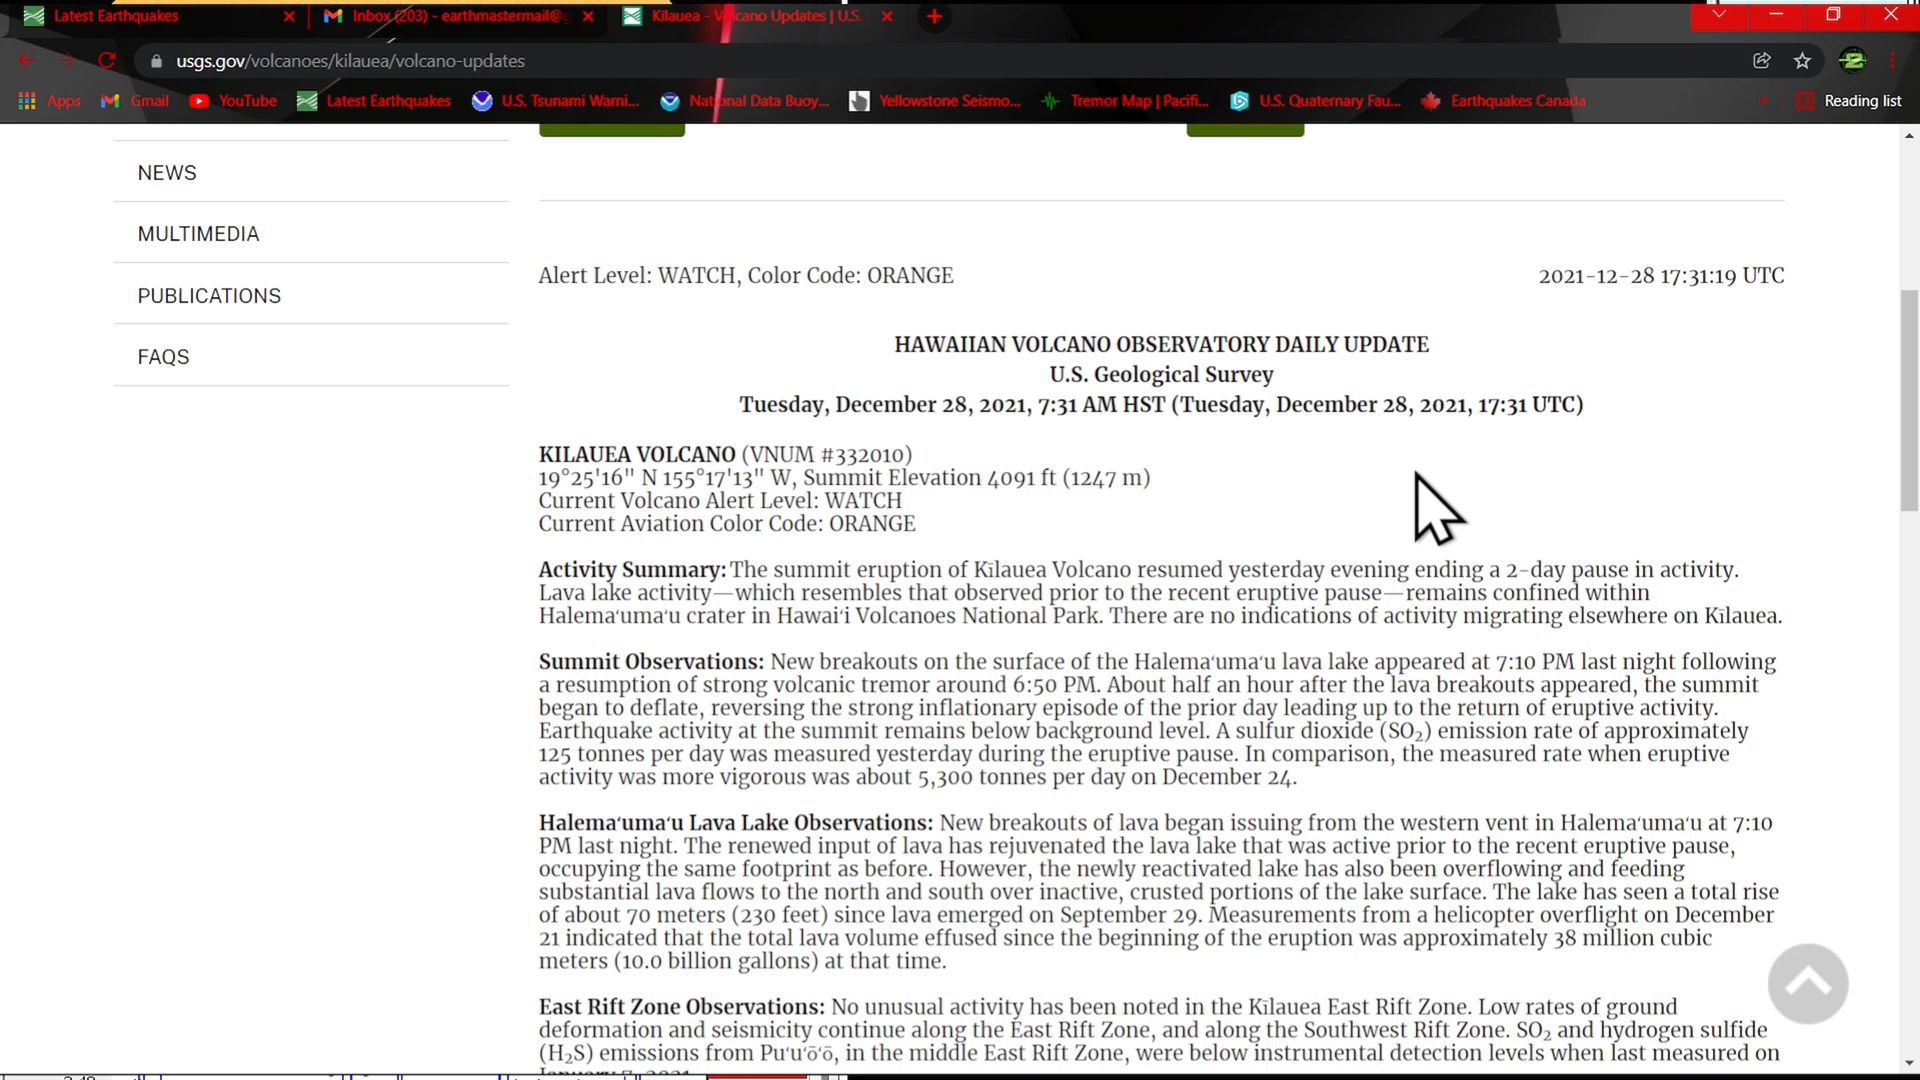 Latest Earthquakes
Inbox (203) - earthmastermail@g
Kilauea - Volcano Updates | U.S.
usgs.gov/volcanoes/kilauea/volcano-updates
Apps
Gmail
YouTube
Latest Earthquakes
U.S. Tsunami Warni...
National Data Buoy...
Yellowstone Seismo...
Tremor Map | Pacifi...
U.S. Quaternary Fau...
Earthquakes Canada
Reading list
NEWS
MULTIMEDIA
PUBLICATIONS
FAQS
Alert Level: WATCH, Color Code: ORANGE
2021-12-28 17:31:19 UTC
HAWAIIAN VOLCANO OBSERVATORY DAILY UPDATE
U.S. Geological Survey
Tuesday, December 28, 2021, 7:31 AM HST (Tuesday, December 28, 2021, 17:31 UTC)
KILAUEA VOLCANO (VNUM #332010)
19°25'16" N 155°17'13" W, Summit Elevation 4091 ft (1247 m)
Current Volcano Alert Level: WATCH
Current Aviation Color Code: ORANGE
Activity Summary: The summit eruption of Kīlauea Volcano resumed yesterday evening ending a 2-day pause in activity.
Lava lake activity—which resembles that observed prior to the recent eruptive pause—remains confined within
Halemaʻumaʻu crater in Hawaiʻi Volcanoes National Park. There are no indications of activity migrating elsewhere on Kīlauea.
Summit Observations: New breakouts on the surface of the Halemaʻumaʻu lava lake appeared at 7:10 PM last night following
a resumption of strong volcanic tremor around 6:50 PM. About half an hour after the lava breakouts appeared, the summit
began to deflate, reversing the strong inflationary episode of the prior day leading up to the return of eruptive activity.
Earthquake activity at the summit remains below background level. A sulfur dioxide (SO₂) emission rate of approximately
125 tonnes per day was measured yesterday during the eruptive pause. In comparison, the measured rate when eruptive
activity was more vigorous was about 5,300 tonnes per day on December 24.
Halemaʻumaʻu Lava Lake Observations: New breakouts of lava began issuing from the western vent in Halemaʻumaʻu at 7:10
PM last night. The renewed input of lava has rejuvenated the lava lake that was active prior to the recent eruptive pause,
occupying the same footprint as before. However, the newly reactivated lake has also been overflowing and feeding
substantial lava flows to the north and south over inactive, crusted portions of the lake surface. The lake has seen a total rise
of about 70 meters (230 feet) since lava emerged on September 29. Measurements from a helicopter overflight on December
21 indicated that the total lava volume effused since the beginning of the eruption was approximately 38 million cubic
meters (10.0 billion gallons) at that time.
East Rift Zone Observations: No unusual activity has been noted in the Kīlauea East Rift Zone. Low rates of ground
deformation and seismicity continue along the East Rift Zone, and along the Southwest Rift Zone. SO₂ and hydrogen sulfide
(H₂S) emissions from Puʻuʻōʻō, in the middle East Rift Zone, were below instrumental detection levels when last measured on